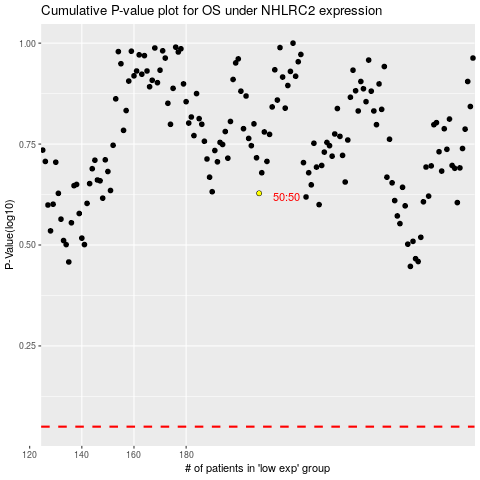 Cumulative P-value plot for OS under NHLRC2 expression
P-Value(log10)
1.00
0.75
0.50
0.25
50:50
120 140 160 180
# of patients in 'low exp' group